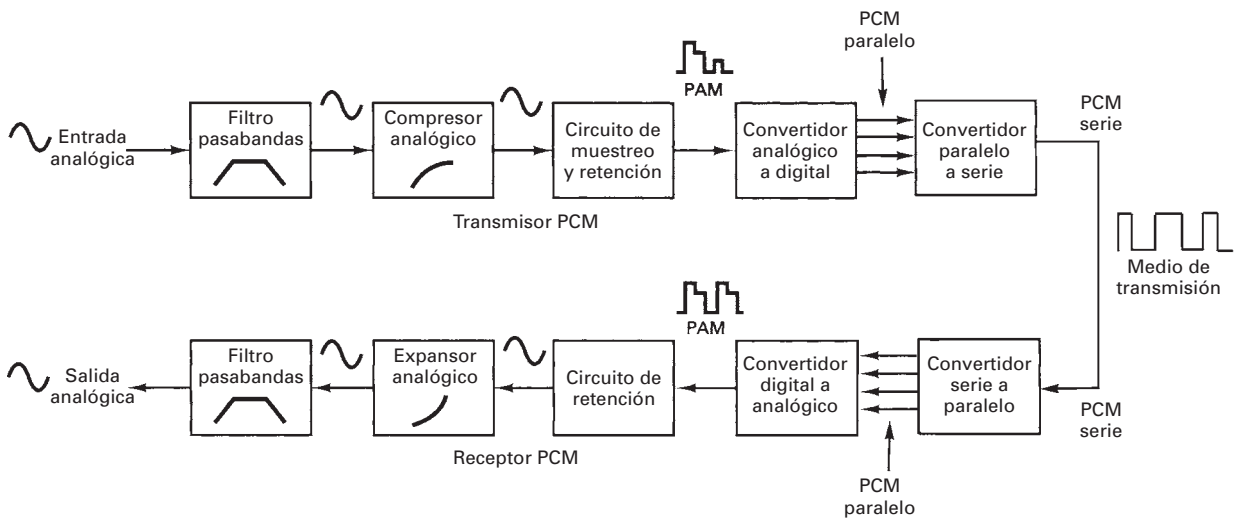 PCM
paralelo
PAM
Entrada
analógica
Filtro
pasabandas
Compresor
analógico
Circuito de
muestreo
y retención
Convertidor
analógico
a digital
Convertidor
paralelo
a serie
PCM
serie
Transmisor PCM
Medio de
transmisión
PAM
Salida
analógica
Filtro
pasabandas
Expansor
analógico
Circuito de
retención
Convertidor
digital a
analógico
Convertidor
serie a
paralelo
PCM
serie
Receptor PCM
PCM
paralelo